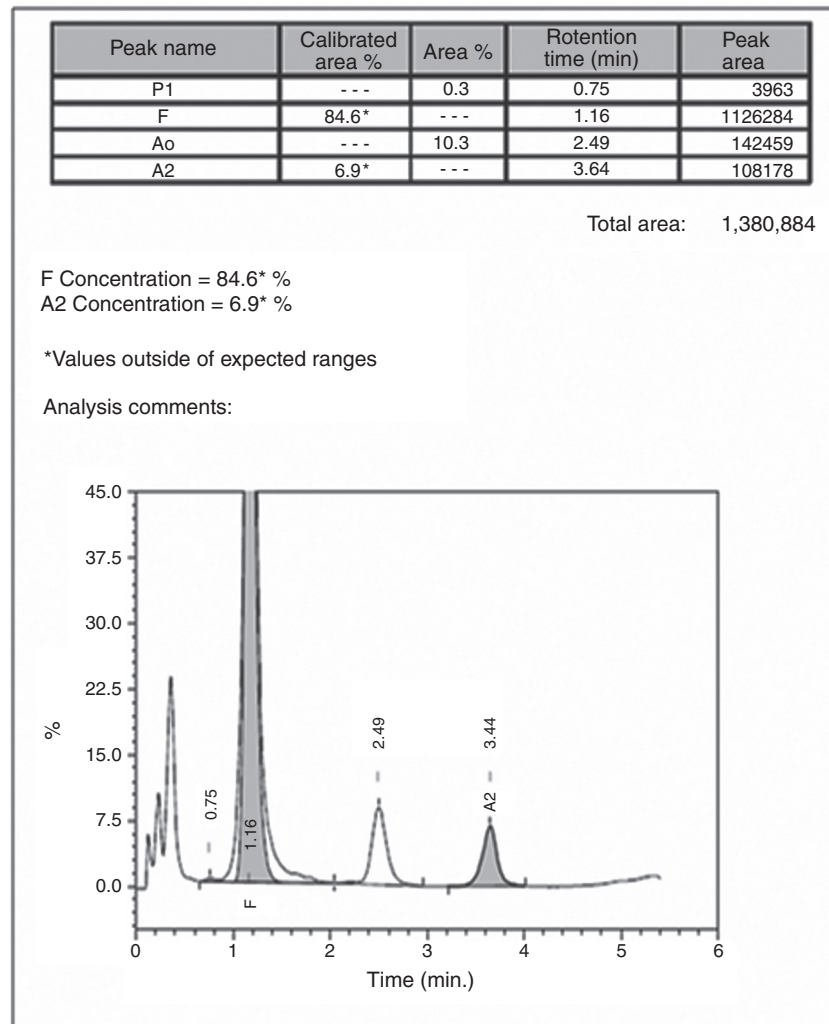 Peak name Calibrated area % Area % Rotention time (min) Peak area
P1 - - - 0.3 0.75 3963
F 84.6* - - - 1.16 1126284
Ao - - - 10.3 2.49 142459
A2 6.9* - - - 3.64 108178
Total area: 1,380,884
F Concentration = 84.6* %
A2 Concentration = 6.9* %
*Values outside of expected ranges
Analysis comments:
45.0
37.5
30.0
22.5
15.0
7.5
0.0
%
0.75
1.16
F
2.49
3.44
A2
0 1 2 3 4 5 6
Time (min.)